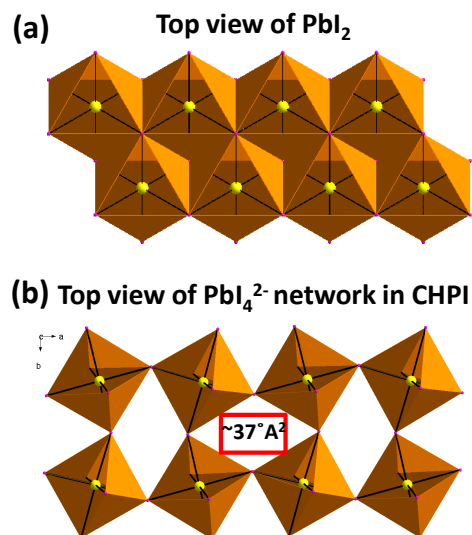 (a) Top view of PbI₂
(b) Top view of PbI₄²⁻ network in CHPI
c a
b
~37˚A²